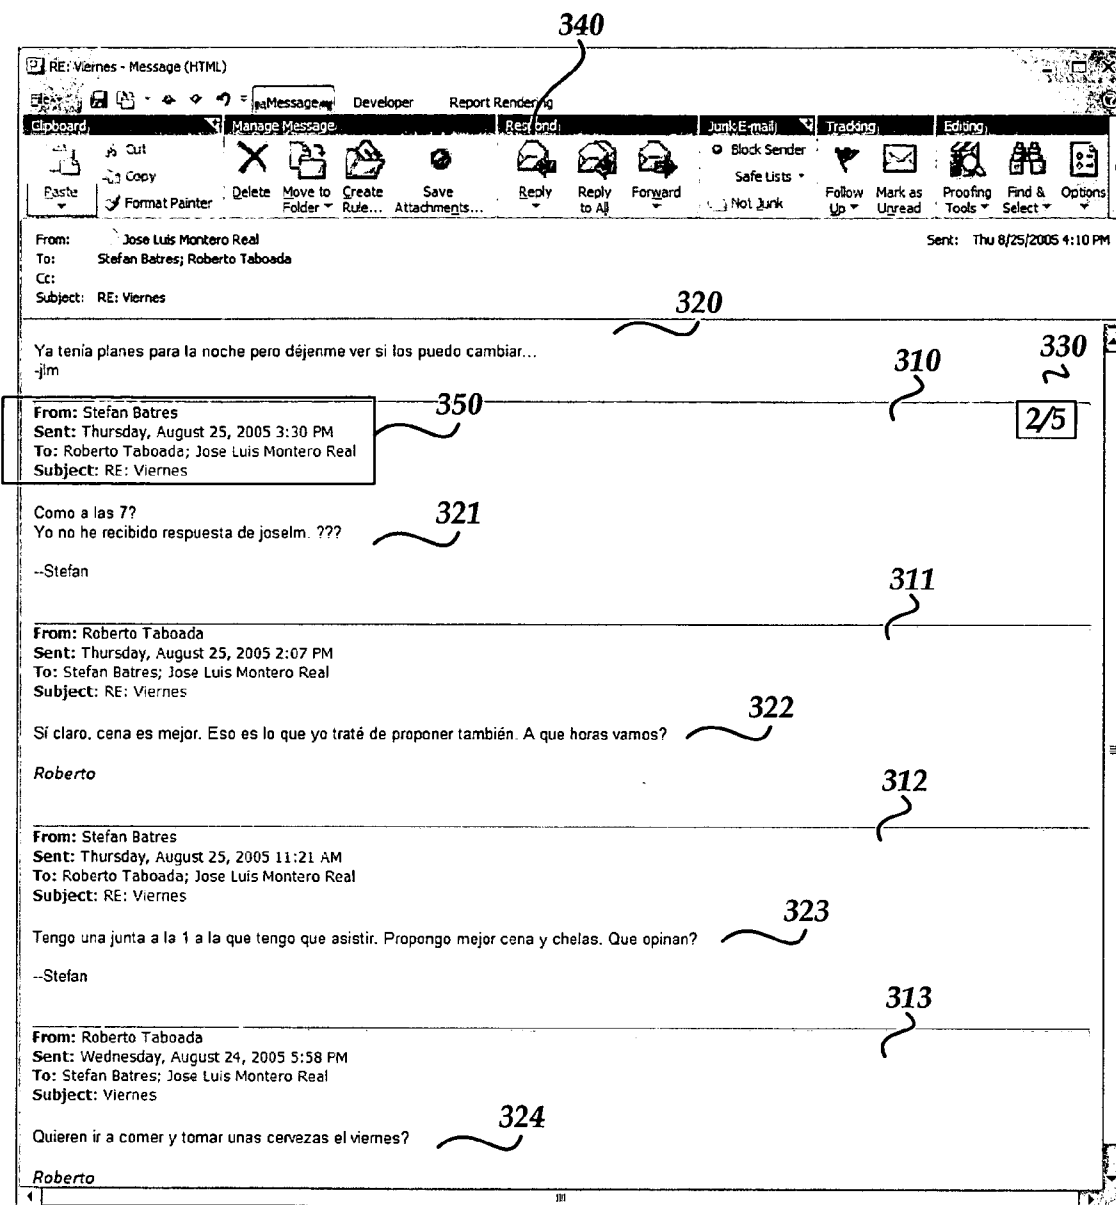 340
RE: Viernes - Message (HTML)
Message Developer Report Rendering
Clipboard Manage Message Respond Junk E-mail Tracking Editing
Cut Block Sender
Copy Safe Lists
Paste Format Painter Delete Move to Folder Create Rule... Save Attachments... Reply Reply to All Forward Not Junk Follow Up Mark as Unread Proofing Tools Find & Select Options
From: Jose Luis Montero Real Sent: Thu 8/25/2005 4:10 PM
To: Stefan Batres; Roberto Taboada
Cc:
Subject: RE: Viernes
320
Ya tenía planes para la noche pero déjenme ver si los puedo cambiar...
-jlm
310
330
From: Stefan Batres
350
2/5
Sent: Thursday, August 25, 2005 3:30 PM
To: Roberto Taboada; Jose Luis Montero Real
Subject: RE: Viernes
Como a las 7?
321
Yo no he recibido respuesta de joselm. ???
--Stefan
311
From: Roberto Taboada
Sent: Thursday, August 25, 2005 2:07 PM
To: Stefan Batres; Jose Luis Montero Real
Subject: RE: Viernes
322
Sí claro, cena es mejor. Eso es lo que yo traté de proponer también. A que horas vamos?
Roberto
312
From: Stefan Batres
Sent: Thursday, August 25, 2005 11:21 AM
To: Roberto Taboada; Jose Luis Montero Real
Subject: RE: Viernes
323
Tengo una junta a la 1 a la que tengo que asistir. Propongo mejor cena y chelas. Que opinan?
--Stefan
313
From: Roberto Taboada
Sent: Wednesday, August 24, 2005 5:58 PM
To: Stefan Batres; Jose Luis Montero Real
Subject: Viernes
324
Quieren ir a comer y tomar unas cervezas el viernes?
Roberto